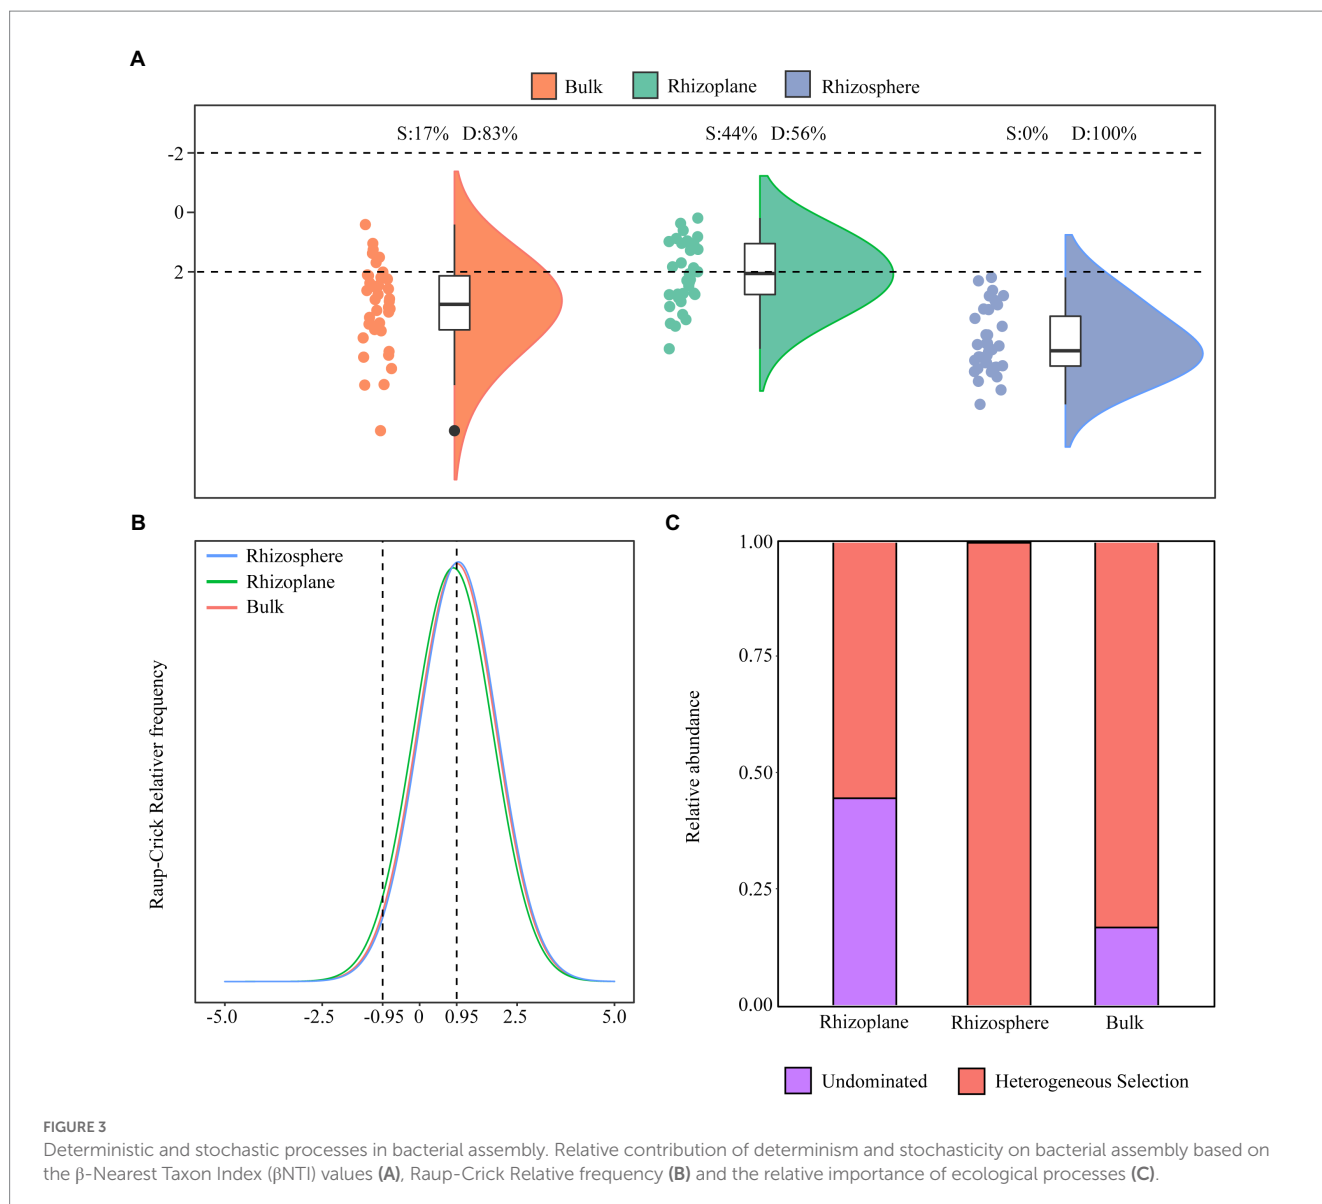 A
Bulk Rhizoplane Rhizosphere
S:17% D:83% S:44% D:56% S:0% D:100%
-2
0
2
B
Rhizosphere
Rhizoplane
Bulk
Raup-Crick Relativer frequency
-5.0 -2.5 -0.95 0 0.95 2.5 5.0
C
1.00
0.75
0.50
0.25
0.00
Relative abundance
Rhizoplane Rhizosphere Bulk
Undominated Heterogeneous Selection
FIGURE 3
Deterministic and stochastic processes in bacterial assembly. Relative contribution of determinism and stochasticity on bacterial assembly based on
the β-Nearest Taxon Index (βNTI) values (A), Raup-Crick Relative frequency (B) and the relative importance of ecological processes (C).